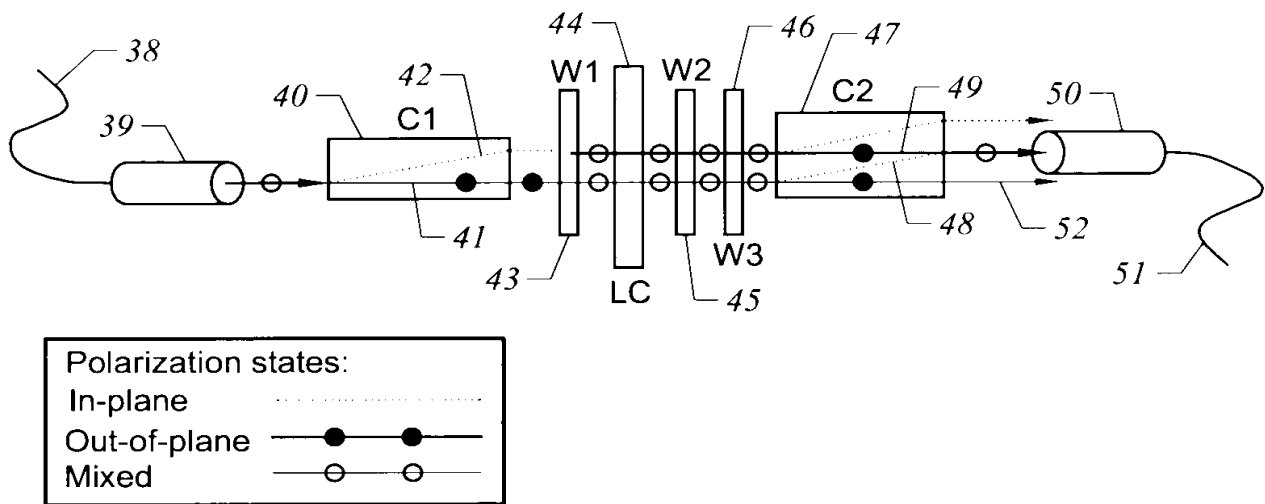 38
39
40
C1
42
41
W1
43
44
LC
W2
45
46
W3
47
C2
49
48
50
52
51
Polarization states:
In-plane
Out-of-plane
Mixed